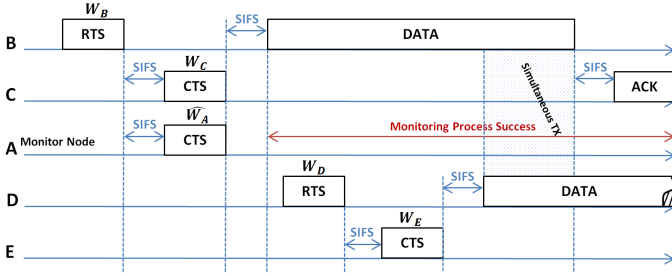 W_B
SIFS
B RTS DATA
W_C
SIFS SIFS
C CTS ACK
Ŵ_A
SIFS CTS Monitoring Process Success
A Monitor Node
Simultaneous TX
W_D
SIFS
D RTS DATA
W_E
SIFS
E CTS